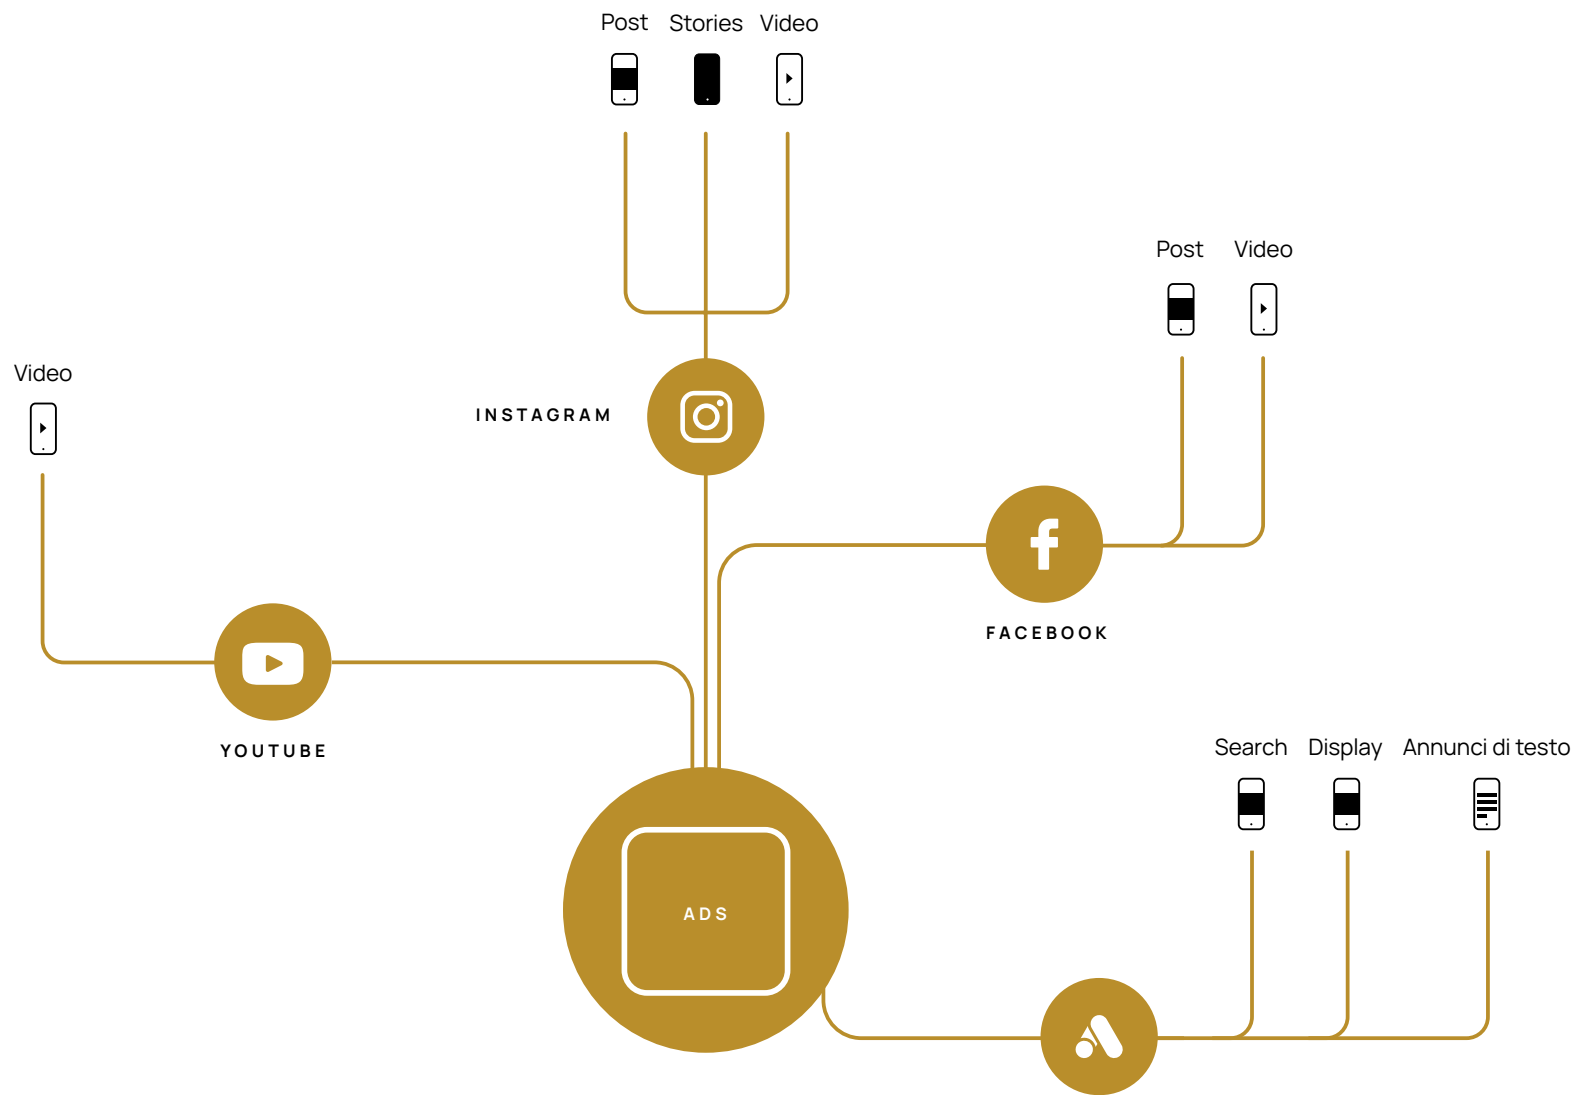 Post Stories Video
Post Video
Video
INSTAGRAM
FACEBOOK
YOUTUBE
Search Display Annunci di testo
ADS